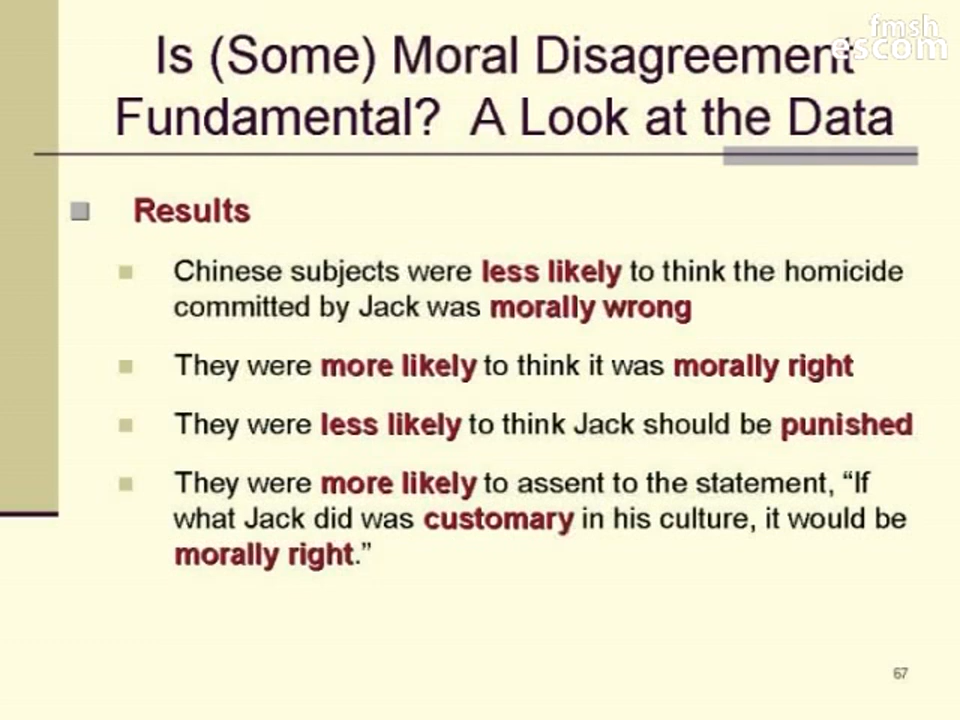 fmsh
escom
Is (Some) Moral Disagreement
Fundamental? A Look at the Data
Results
Chinese subjects were less likely to think the homicide
committed by Jack was morally wrong
They were more likely to think it was morally right
They were less likely to think Jack should be punished
They were more likely to assent to the statement, “If
what Jack did was customary in his culture, it would be
morally right.”
67